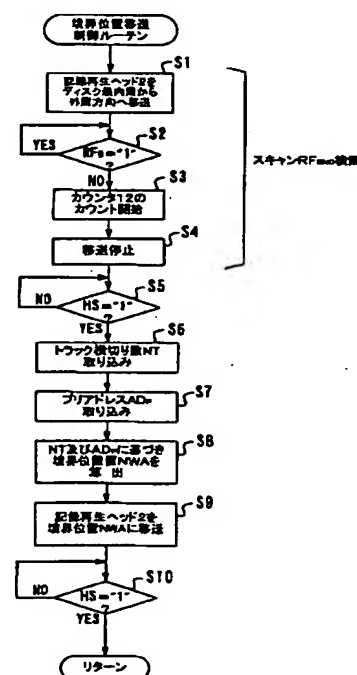 境界位置移送
制御ルーチン
S1
記録再生ヘッド2を
ディスク最内周から
外周方向へ移送
S2
YES
RFs="1"
?
NO
S3
カウンタ12の
カウント開始
S4
移送停止
スキャンRFEND検索
S5
NO
HS="1"
?
YES
S6
トラック横切り数NT
取り込み
S7
プリアドレスADP
取り込み
S8
NT及びADPに基づき
境界位置NWAを
算 出
S9
記録再生ヘッド2を
境界位置NWAに移送
S10
NO
HS="1"
?
YES
リターン